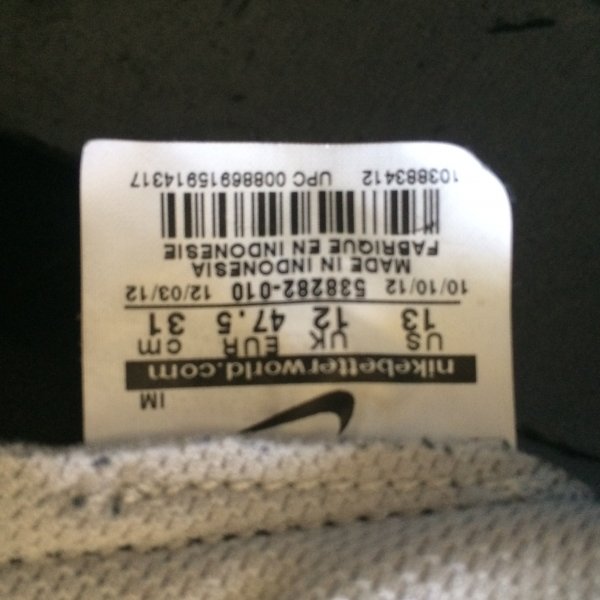 IM
nikebetterworld.com
US UK EUR cm
13 12 47.5 31
10/10/12 538282-010 12/03/12
MADE IN INDONESIA
FABRIQUE EN INDONESIE
103883412 UPC 00886915914317